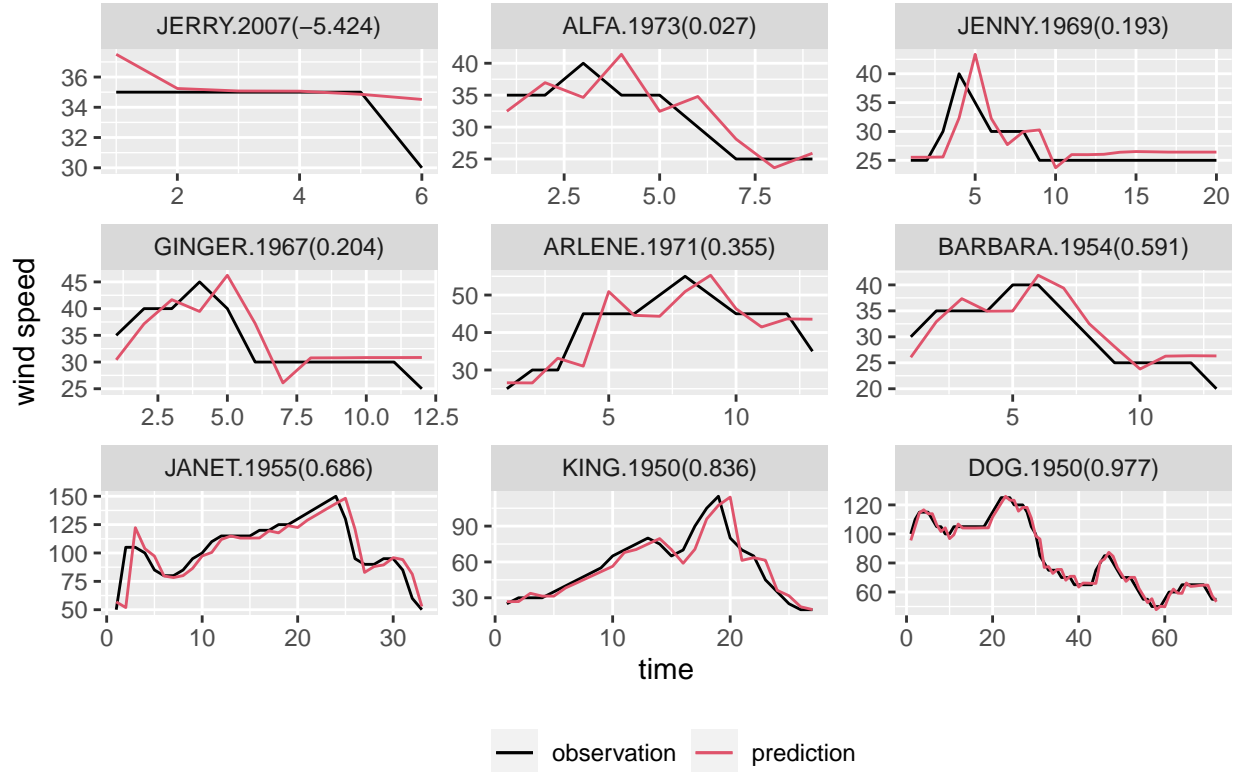 JERRY.2007(−5.424) ALFA.1973(0.027) JENNY.1969(0.193)
36 34 32 30
2 4 6
40 35 30 25
2.5 5.0 7.5
40 35 30 25
5 10 15 20
GINGER.1967(0.204) ARLENE.1971(0.355) BARBARA.1954(0.591)
45 40 35 30 25
2.5 5.0 7.5 10.0 12.5
50 40 30
5 10
40 35 30 25 20
5 10
JANET.1955(0.686) KING.1950(0.836) DOG.1950(0.977)
150 125 100 75 50
0 10 20 30
90 60 30
0 10 20
120 100 80 60
0 20 40 60
wind speed
time
observation prediction